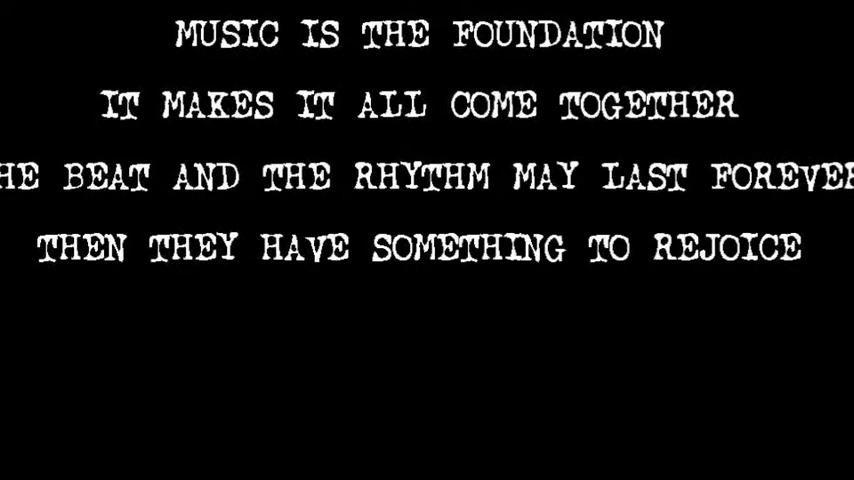 MUSIC IS THE FOUNDATION
IT MAKES IT ALL COME TOGETHER
HE BEAT AND THE RHYTHM MAY LAST FOREVER
THEN THEY HAVE SOMETHING TO REJOICE